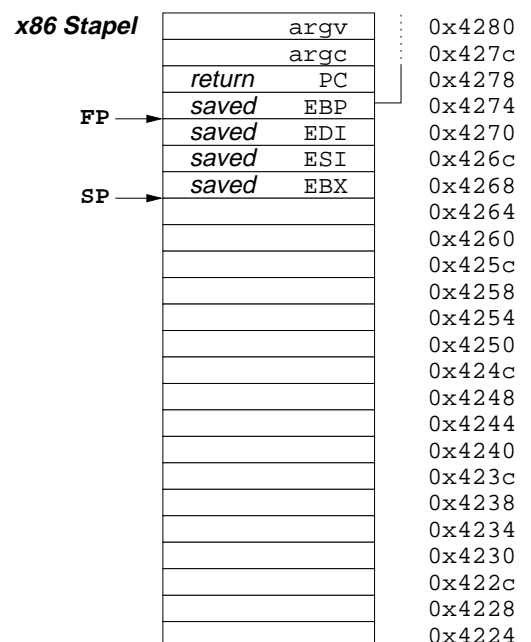 x86 Stapel argv 0x4280
argc 0x427c
return PC 0x4278
saved EBP 0x4274
FP
saved EDI 0x4270
saved ESI 0x426c
saved EBX 0x4268
SP
0x4264
0x4260
0x425c
0x4258
0x4254
0x4250
0x424c
0x4248
0x4244
0x4240
0x423c
0x4238
0x4234
0x4230
0x422c
0x4228
0x4224